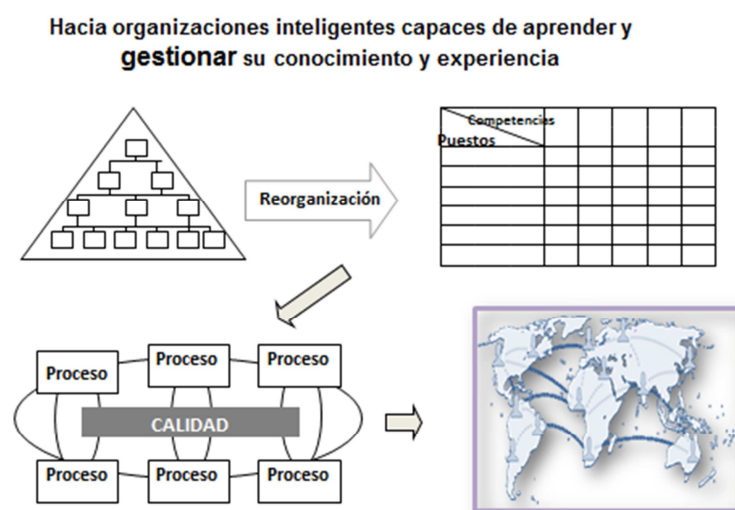 Hacia organizaciones inteligentes capaces de aprender y
gestionar su conocimiento y experiencia
Competencias
Puestos
Reorganización
Proceso
Proceso
Proceso
CALIDAD
Proceso
Proceso
Proceso